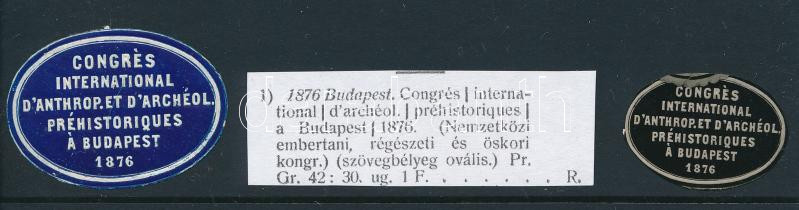 CONGRÈS
INTERNATIONAL
D'ANTHROP. ET D'ARCHÉOL.
PRÉHISTORIQUES
À BUDAPEST
1876
1) 1876 Budapest. Congrés | interna-
tional | d'archéol. | préhistoriques |
a Budapest | 1876. (Nemzetközi
embertani, régészeti és öskori
kongr.) (szövegbélyeg ovális.) Pr.
Gr. 42 : 30. ug. 1 F. . . . . . . R.
CONGRÈS
INTERNATIONAL
D'ANTHROP. ET D'ARCHÉOL.
PRÉHISTORIQUES
À BUDAPEST
1876